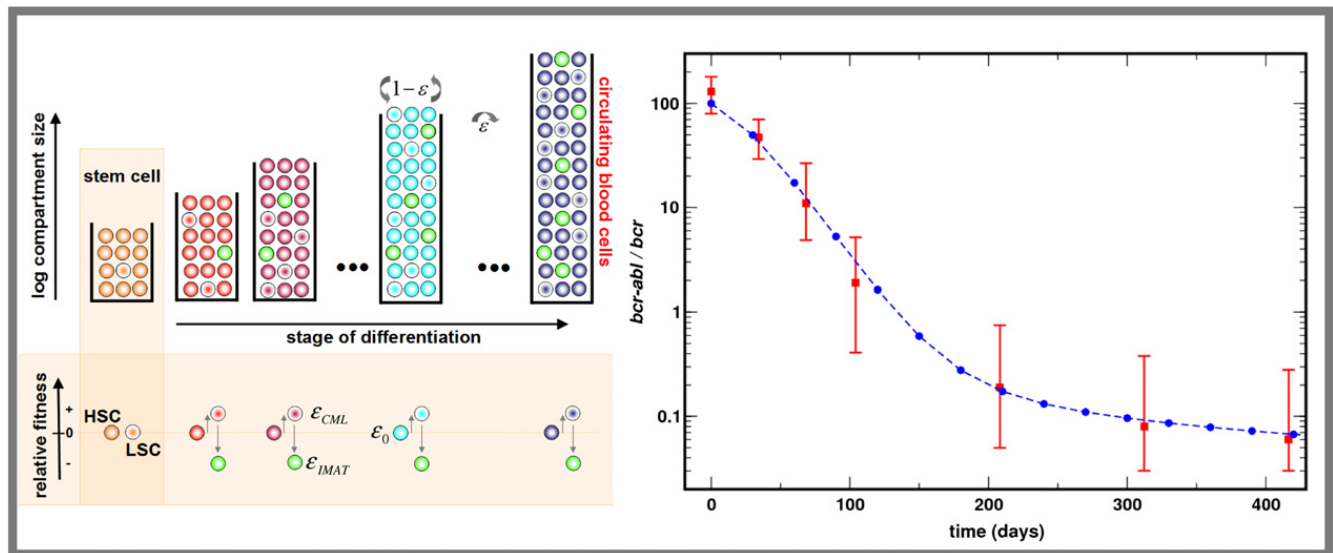 log compartment size
stem cell
1−ε
ε
circulating blood cells
stage of differentiation
relative fitness
+
0
-
HSC
LSC
ε_CML
ε_IMAT
ε_0
bcr-abl / bcr
100
10
1
0.1
0
100
200
300
400
time (days)